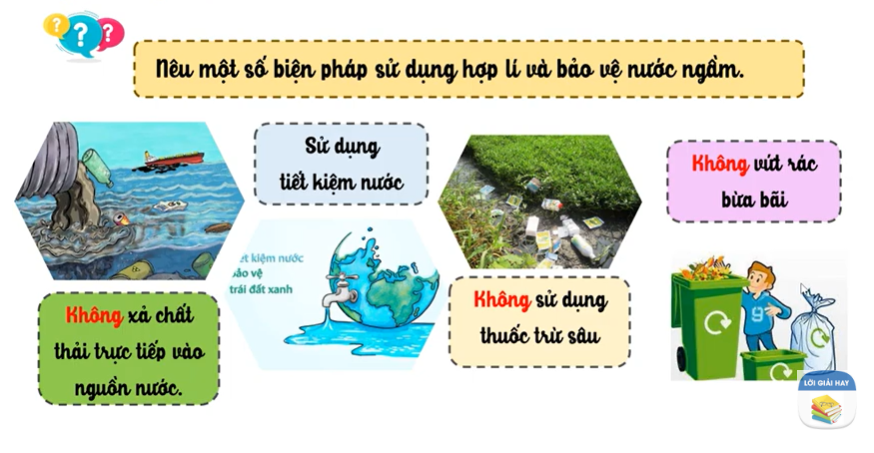 ? ? ?
Nêu một số biện pháp sử dụng hợp lí và bảo vệ nước ngầm.
Sử dụng
tiết kiệm nước
Không vứt rác
bừa bãi
ết kiệm nước
bảo vệ
trái đất xanh
Không xả chất
thải trực tiếp vào
nguồn nước.
Không sử dụng
thuốc trừ sâu
9
LỜI GIẢI HAY